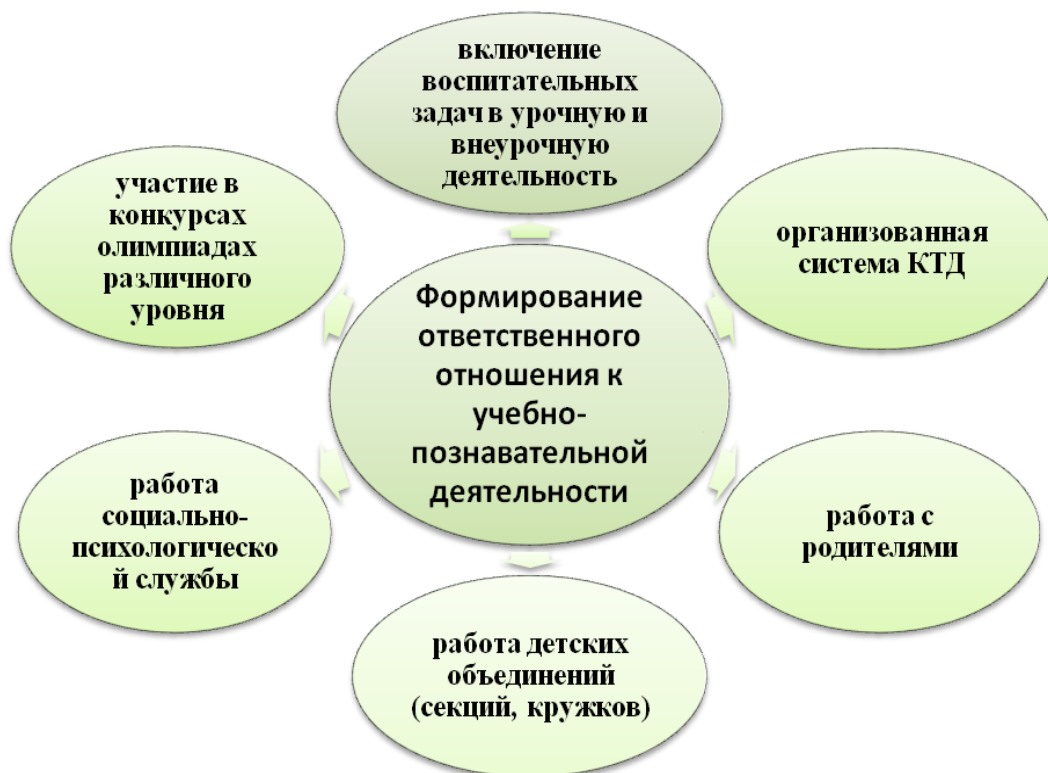 включение
воспитательных
задач в урочную и
внеурочную
деятельность
участие в
конкурсах
олимпиадах
различного
уровня
организованная
система КТД
Формирование
ответственного
отношения к
учебно-
познавательной
деятельности
работа
социально-
психологическо
й службы
работа с
родителями
работа детских
объединений
(секций, кружков)